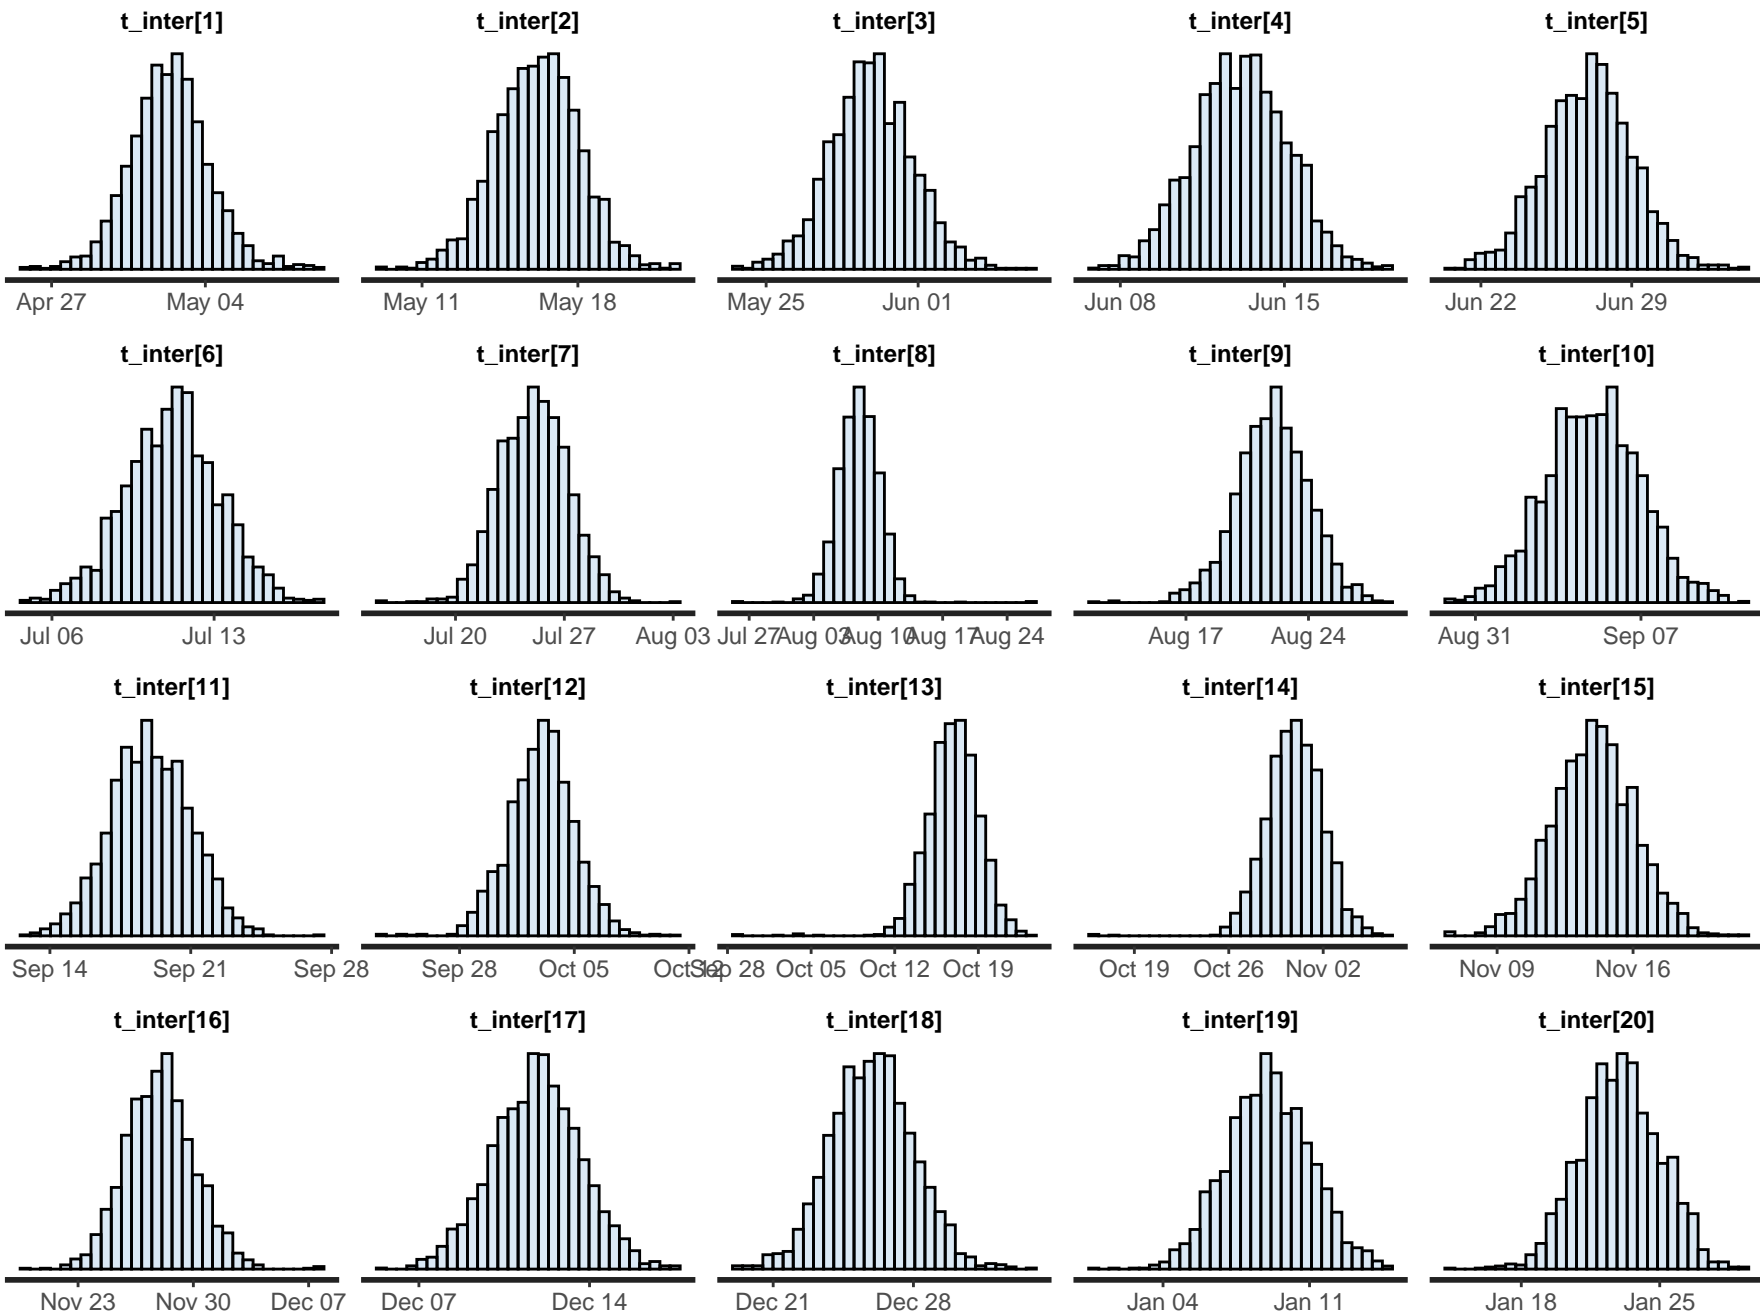 t_inter[1] t_inter[2] t_inter[3] t_inter[4] t_inter[5]
Apr 27 May 04 May 11 May 18 May 25 Jun 01 Jun 08 Jun 15 Jun 22 Jun 29
t_inter[6] t_inter[7] t_inter[8] t_inter[9] t_inter[10]
Jul 06 Jul 13 Jul 20 Jul 27 Aug 03 Jul 27 Aug 03 Aug 10 Aug 17 Aug 24 Aug 17 Aug 24 Aug 31 Sep 07
t_inter[11] t_inter[12] t_inter[13] t_inter[14] t_inter[15]
Sep 14 Sep 21 Sep 28 Sep 28 Oct 05 Oct 12 Sep 28 Oct 05 Oct 12 Oct 19 Oct 19 Oct 26 Nov 02 Nov 09 Nov 16
t_inter[16] t_inter[17] t_inter[18] t_inter[19] t_inter[20]
Nov 23 Nov 30 Dec 07 Dec 07 Dec 14 Dec 21 Dec 28 Jan 04 Jan 11 Jan 18 Jan 25